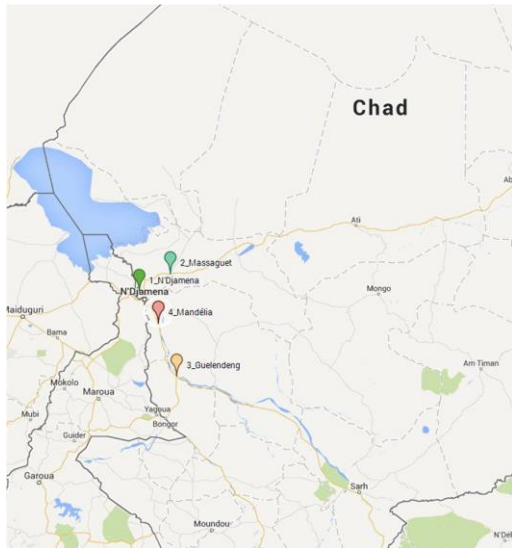 Chad
Ab
Ati
2_Massaguet
1_N'Djamena
N'Djamena
Mongo
4_Mandélia
Maiduguri
Bama
3_Guelendeng
Am Timan
Mokolo
Maroua
Mubi
Yagoua
Bongor
Guider
Garoua
Sarh
Moundou
N'Del